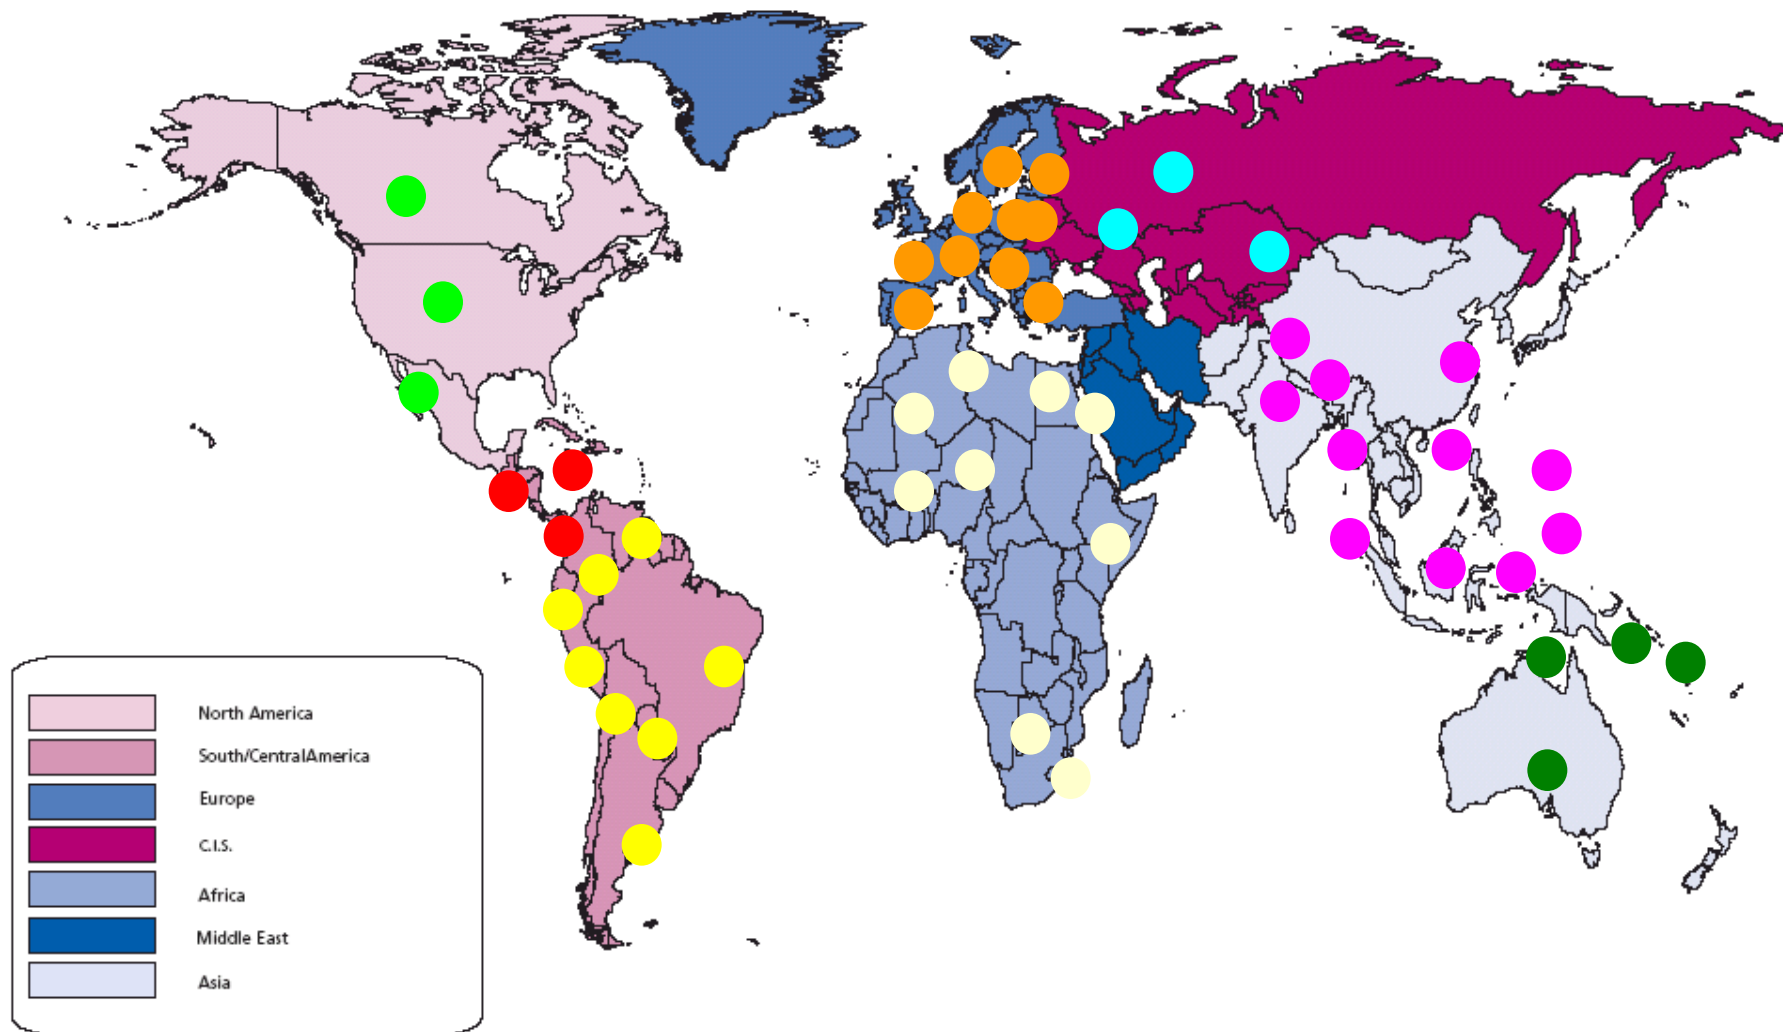 North America
South/CentralAmerica
Europe
C.I.S.
Africa
Middle East
Asia